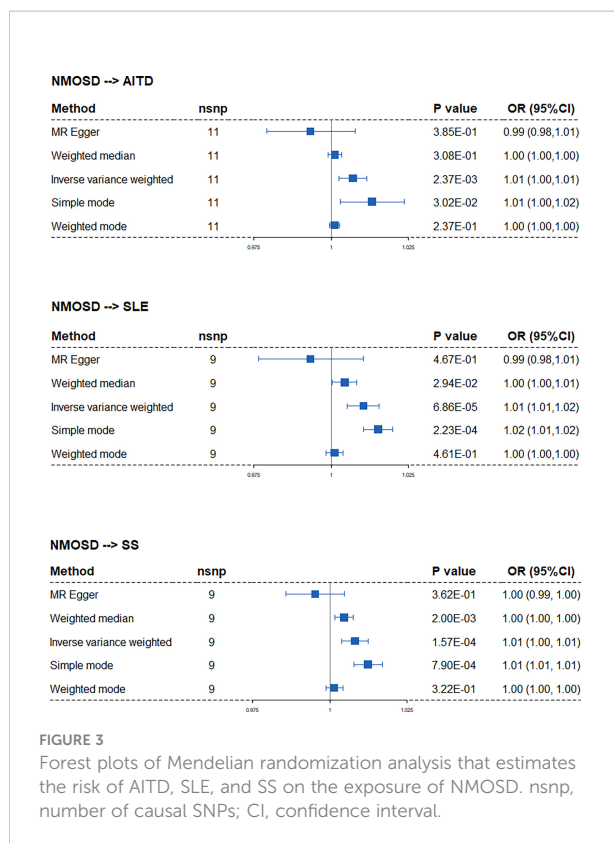 NMOSD --> AITD
Method nsnp P value OR (95%CI)
MR Egger 11 3.85E-01 0.99 (0.98,1.01)
Weighted median 11 3.08E-01 1.00 (1.00,1.00)
Inverse variance weighted 11 2.37E-03 1.01 (1.00,1.01)
Simple mode 11 3.02E-02 1.01 (1.00,1.02)
Weighted mode 11 2.37E-01 1.00 (1.00,1.00)
0.975 1 1.025
NMOSD --> SLE
Method nsnp P value OR (95%CI)
MR Egger 9 4.67E-01 0.99 (0.98,1.01)
Weighted median 9 2.94E-02 1.00 (1.00,1.01)
Inverse variance weighted 9 6.86E-05 1.01 (1.01,1.02)
Simple mode 9 2.23E-04 1.02 (1.01,1.02)
Weighted mode 9 4.61E-01 1.00 (1.00,1.00)
0.975 1 1.025
NMOSD --> SS
Method nsnp P value OR (95%CI)
MR Egger 9 3.62E-01 1.00 (0.99, 1.00)
Weighted median 9 2.00E-03 1.00 (1.00, 1.00)
Inverse variance weighted 9 1.57E-04 1.01 (1.00, 1.01)
Simple mode 9 7.90E-04 1.01 (1.01, 1.01)
Weighted mode 9 3.22E-01 1.00 (1.00, 1.00)
0.975 1 1.025
FIGURE 3
Forest plots of Mendelian randomization analysis that estimates
the risk of AITD, SLE, and SS on the exposure of NMOSD. nsnp,
number of causal SNPs; CI, confidence interval.